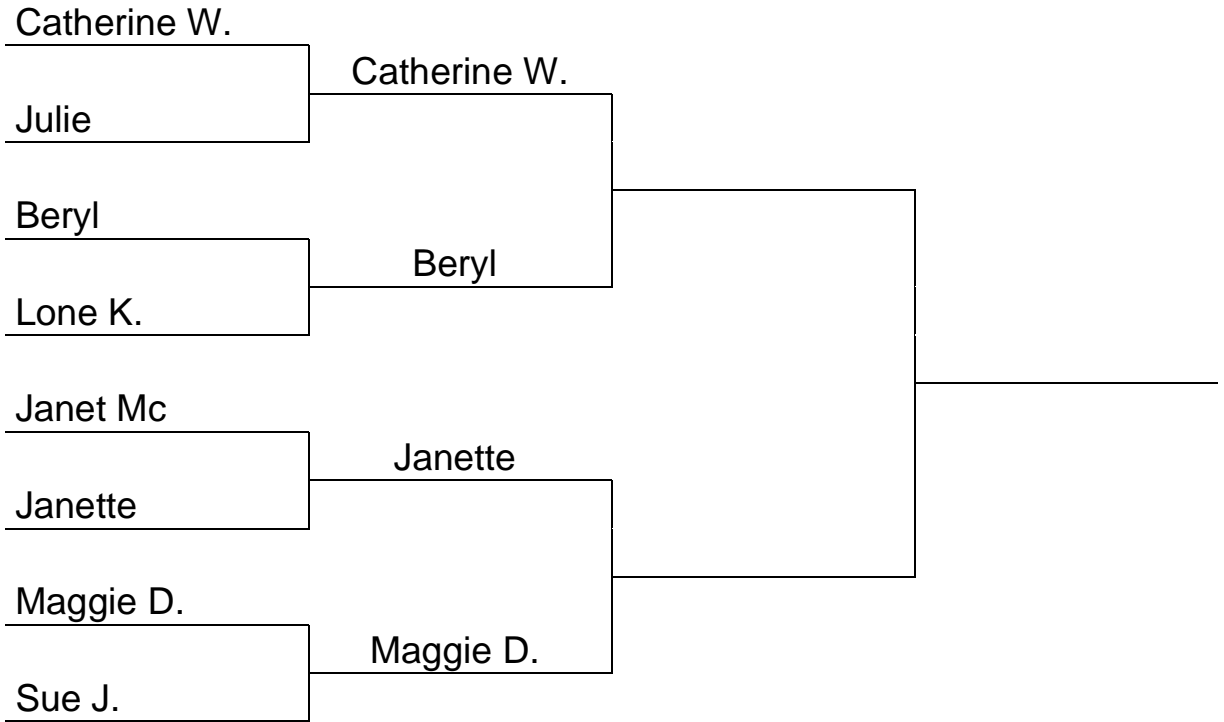 Catherine W.
Catherine W.
Julie
Beryl
Beryl
Lone K.
Janet Mc
Janette
Janette
Maggie D.
Maggie D.
Sue J.